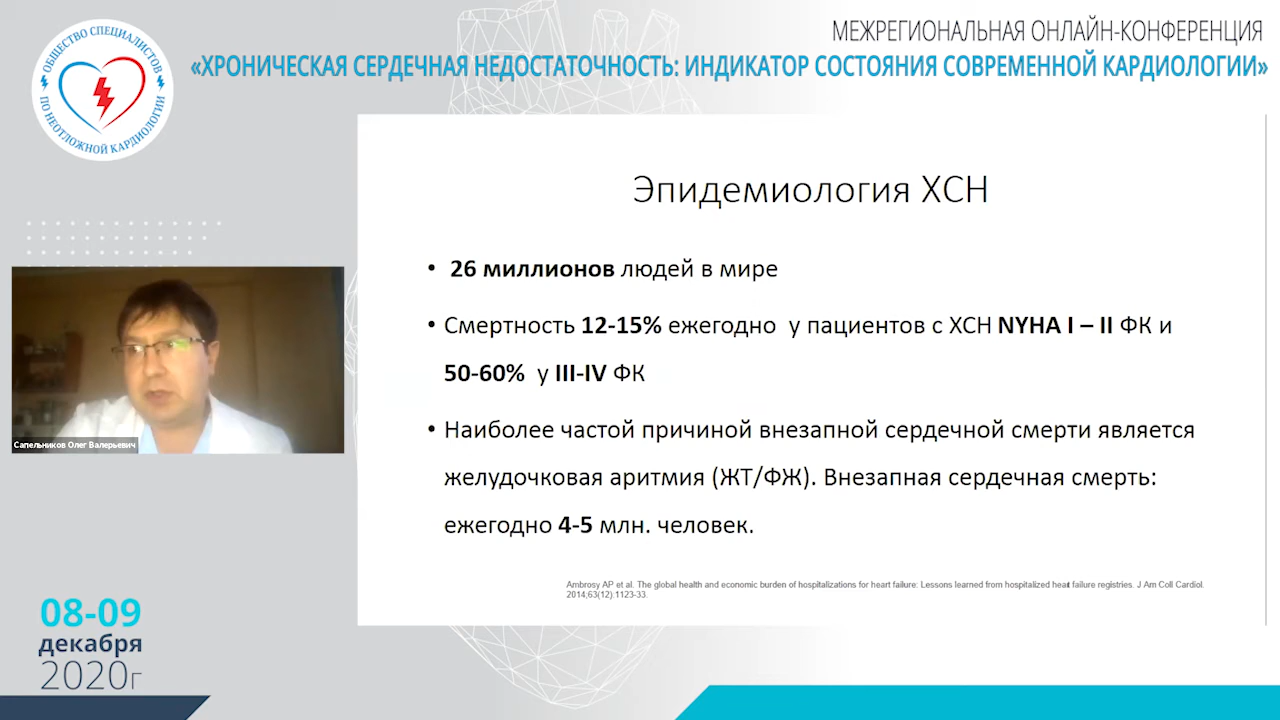 МЕЖРЕГИОНАЛЬНАЯ ОНЛАЙН-КОНФЕРЕНЦИЯ
«ХРОНИЧЕСКАЯ СЕРДЕЧНАЯ НЕДОСТАТОЧНОСТЬ: ИНДИКАТОР СОСТОЯНИЯ СОВРЕМЕННОЙ КАРДИОЛОГИИ»
ОБЩЕСТВО СПЕЦИАЛИСТОВ
ПО НЕОТЛОЖНОЙ КАРДИОЛОГИИ
Эпидемиология ХСН
• 26 миллионов людей в мире
• Смертность 12-15% ежегодно у пациентов с ХСН NYHA I – II ФК и
50-60% у III-IV ФК
• Наиболее частой причиной внезапной сердечной смерти является
желудочковая аритмия (ЖТ/ФЖ). Внезапная сердечная смерть:
ежегодно 4-5 млн. человек.
Ambrosy AP et al. The global health and economic burden of hospitalizations for heart failure: Lessons learned from hospitalized heart failure registries. J Am Coll Cardiol.
2014;63(12):1123-33.
Сапельников Олег Валерьевич
08-09
декабря
2020г